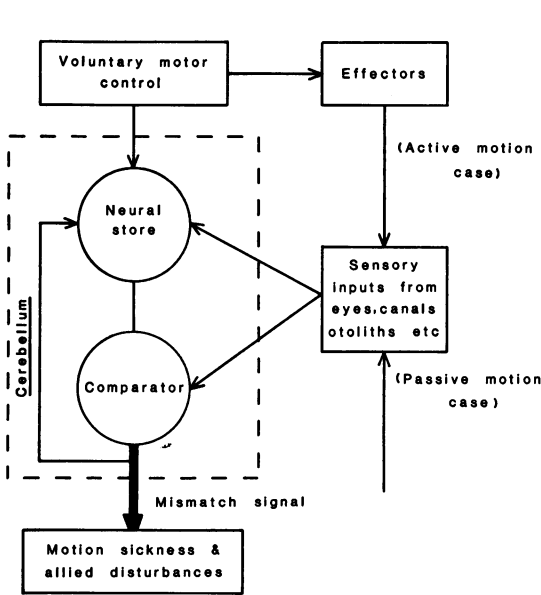 Voluntary motor
control
Effectors
(Active motion
case)
Neural
store
Sensory
inputs from
eyes,canals
otoliths etc
Cerebellum
Comparator
(Passive motion
case)
Mismatch signal
Motion sickness &
allied disturbances